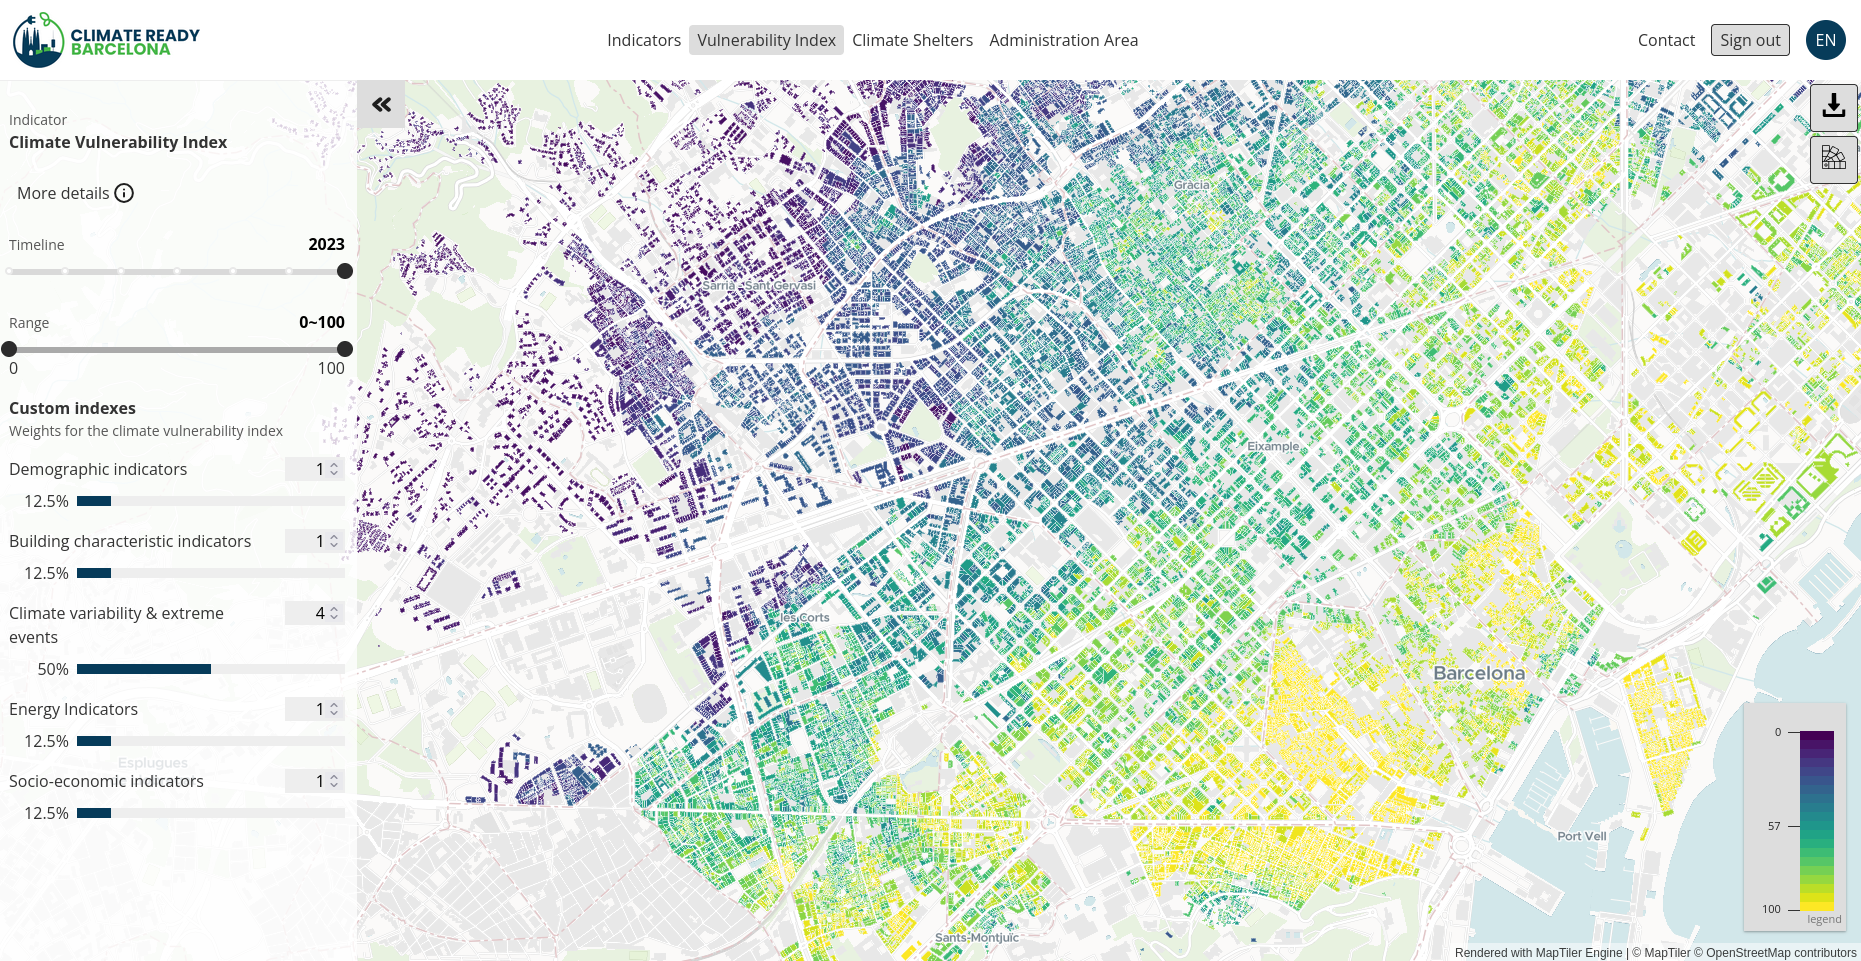 CLIMATE READY
BARCELONA
Indicators
Vulnerability Index
Climate Shelters
Administration Area
Contact
Sign out
EN
Indicator
Climate Vulnerability Index
More details
Timeline
2023
Range
0~100
0
100
Custom indexes
Weights for the climate vulnerability index
Demographic indicators
1
12.5%
Building characteristic indicators
1
12.5%
Climate variability & extreme
events
4
50%
Energy Indicators
1
12.5%
Esplugues
Socio-economic indicators
1
12.5%
Gràcia
Sarrià - Sant Gervasi
Eixample
les Corts
Barcelona
Port Vell
Sants-Montjuïc
0
57
100
legend
Rendered with MapTiler Engine | © MapTiler © OpenStreetMap contributors